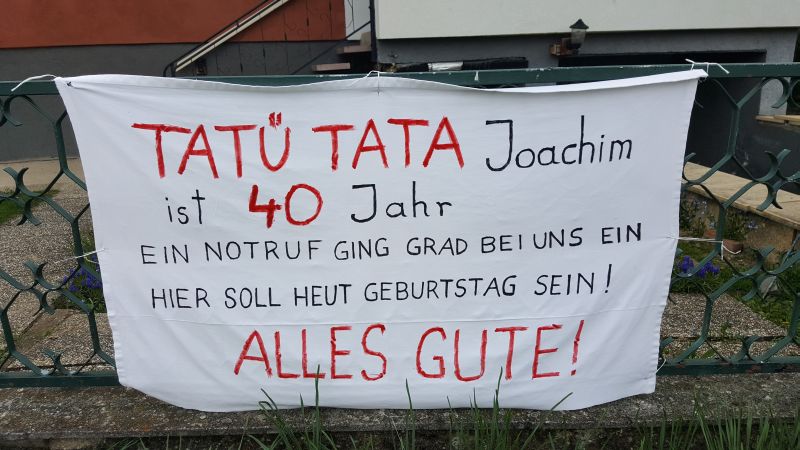 TATÜ TATA Joachim
ist 40 Jahr
EIN NOTRUF GING GRAD BEI UNS EIN
HIER SOLL HEUT GEBURTSTAG SEIN!
ALLES GUTE!